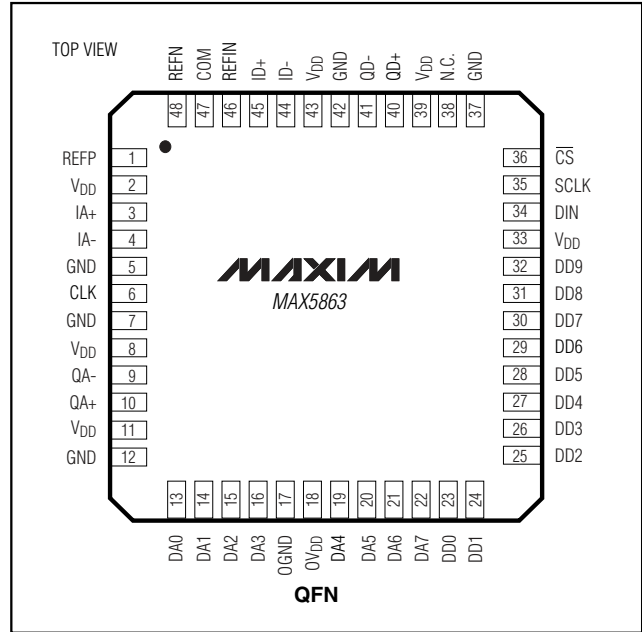 TOP VIEW
REFN COM REFIN ID+ ID- VDD GND QD- QD+ VDD N.C. GND
48 47 46 45 44 43 42 41 40 39 38 37
REFP 1
VDD 2
IA+ 3
IA- 4
GND 5
CLK 6
GND 7
VDD 8
QA- 9
QA+ 10
VDD 11
GND 12
MAXIM
MAX5863
36 C̅S̅
35 SCLK
34 DIN
33 VDD
32 DD9
31 DD8
30 DD7
29 DD6
28 DD5
27 DD4
26 DD3
25 DD2
13 14 15 16 17 18 19 20 21 22 23 24
DA0 DA1 DA2 DA3 OGND OVDD DA4 DA5 DA6 DA7 DD0 DD1
QFN